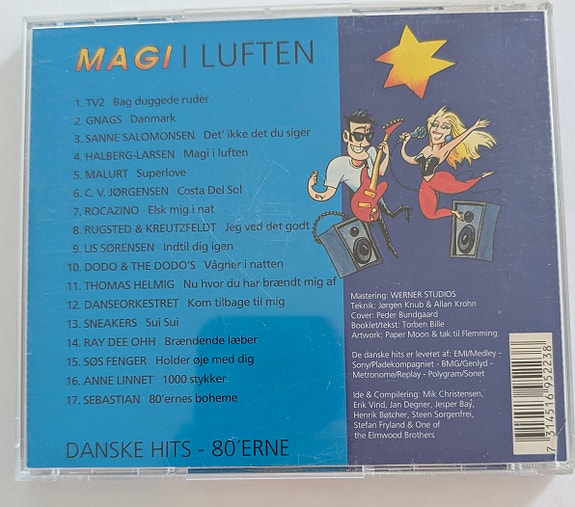 MAGI I LUFTEN
1. TV2 Bag duggede ruder
2. GNAGS Danmark
3. SANNE SALOMONSEN Det' ikke det du siger
4. HALBERG-LARSEN Magi i luften
5. MALURT Superlove
6. C. V. JØRGENSEN Costa Del Sol
7. ROCAZINO Elsk mig i nat
8. RUGSTED & KREUTZFELDT Jeg ved det godt
9. LIS SØRENSEN Indtil dig igen
10. DODO & THE DODO'S Vågner i natten
11. THOMAS HELMIG Nu hvor du har brændt mig af
12. DANSEORKESTRET Kom tilbage til mig
13. SNEAKERS Sui Sui
14. RAY DEE OHH Brændende læber
15. SØS FENGER Holder øje med dig
16. ANNE LINNET 1000 stykker
17. SEBASTIAN 80'ernes boheme
DANSKE HITS - 80'ERNE
Mastering: WERNER STUDIOS
Teknik: Jørgen Knub & Allan Krohn
Cover: Peder Bundgaard
Booklet/tekst: Torben Bille
Artwork: Paper Moon & tak til Flemming
De danske hits er leveret af: EMI/Medley -
Sony/Pladekompagniet - BMG/Genlyd -
Metronome/Replay - Polygram/Sonet
Ide & Compilering: Mik Christensen,
Erik Vind, Jan Degner, Jesper Bay,
Henrik Bøtcher, Steen Sorgenfrei,
Stefan Fryland & One of
the Elmwood Brothers
7 314516 952238